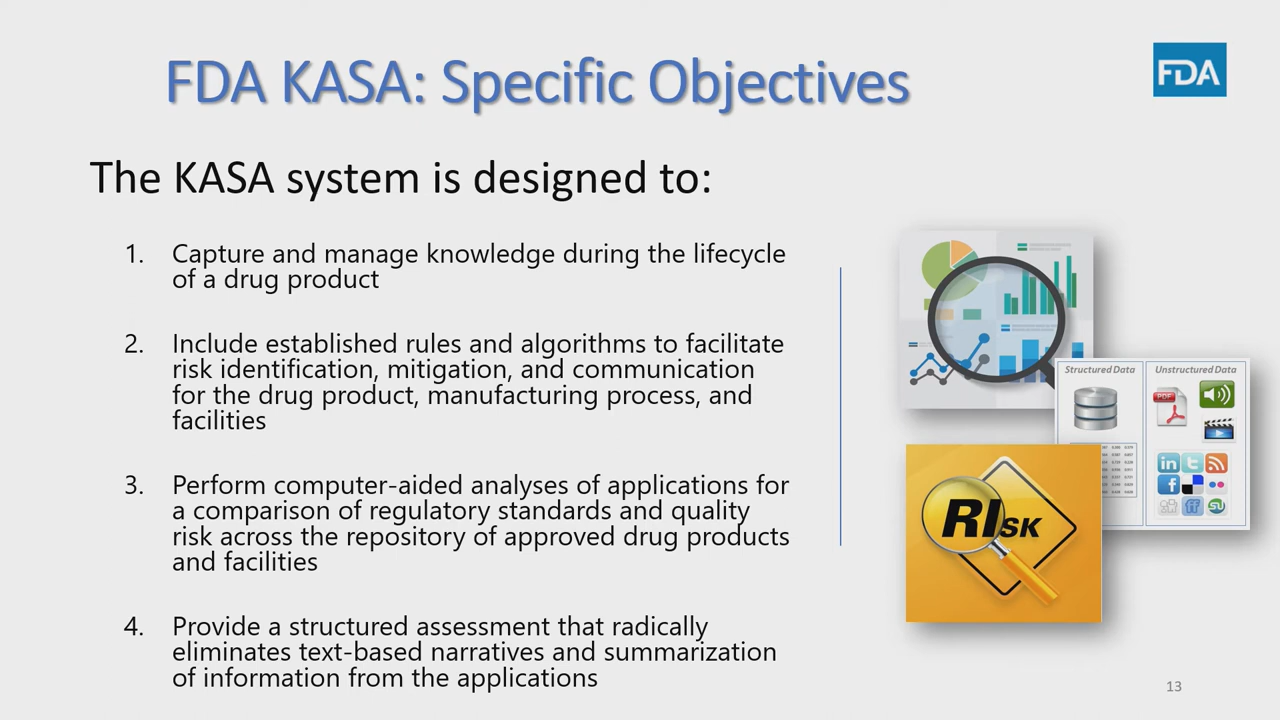 FDA KASA: Specific Objectives
FDA
The KASA system is designed to:
1. Capture and manage knowledge during the lifecycle
of a drug product
2. Include established rules and algorithms to facilitate
risk identification, mitigation, and communication
for the drug product, manufacturing process, and
facilities
3. Perform computer-aided analyses of applications for
a comparison of regulatory standards and quality
risk across the repository of approved drug products
and facilities
4. Provide a structured assessment that radically
eliminates text-based narratives and summarization
of information from the applications
Structured Data
Unstructured Data
PDF
RISK
13